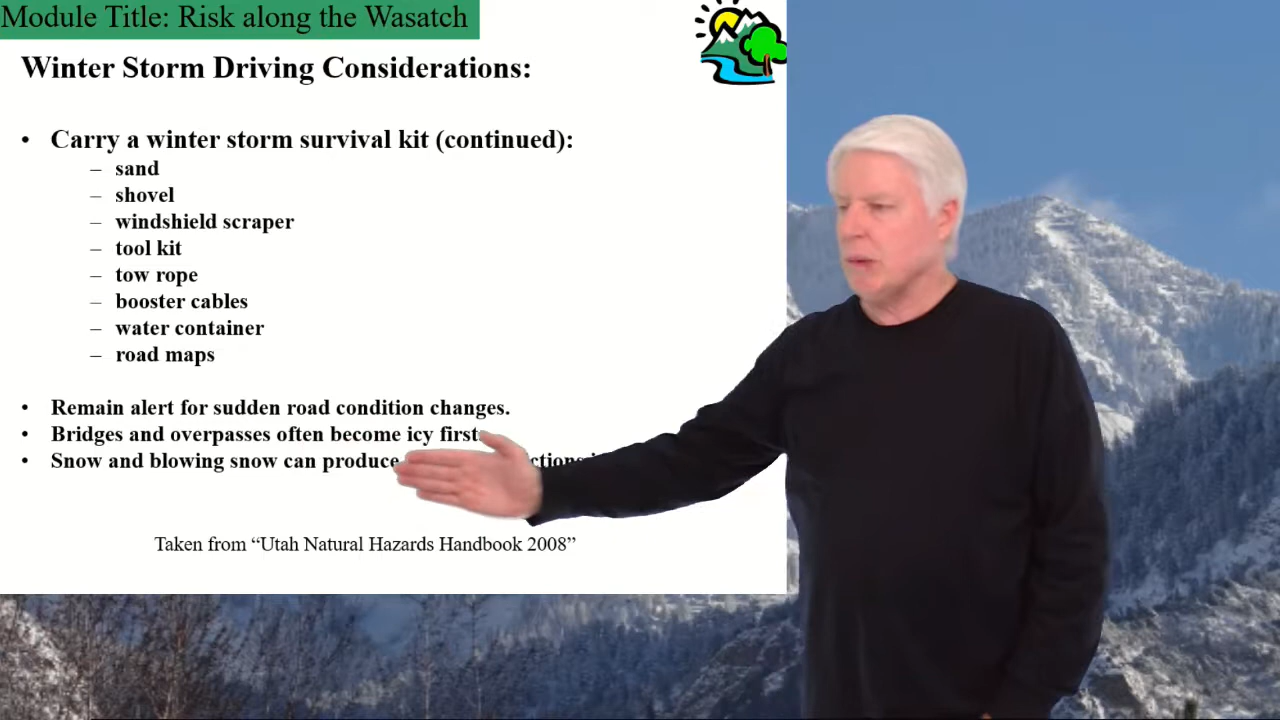 Module Title: Risk along the Wasatch
Winter Storm Driving Considerations:
• Carry a winter storm survival kit (continued):
– sand
– shovel
– windshield scraper
– tool kit
– tow rope
– booster cables
– water container
– road maps
• Remain alert for sudden road condition changes.
• Bridges and overpasses often become icy first.
• Snow and blowing snow can produce
Taken from “Utah Natural Hazards Handbook 2008”